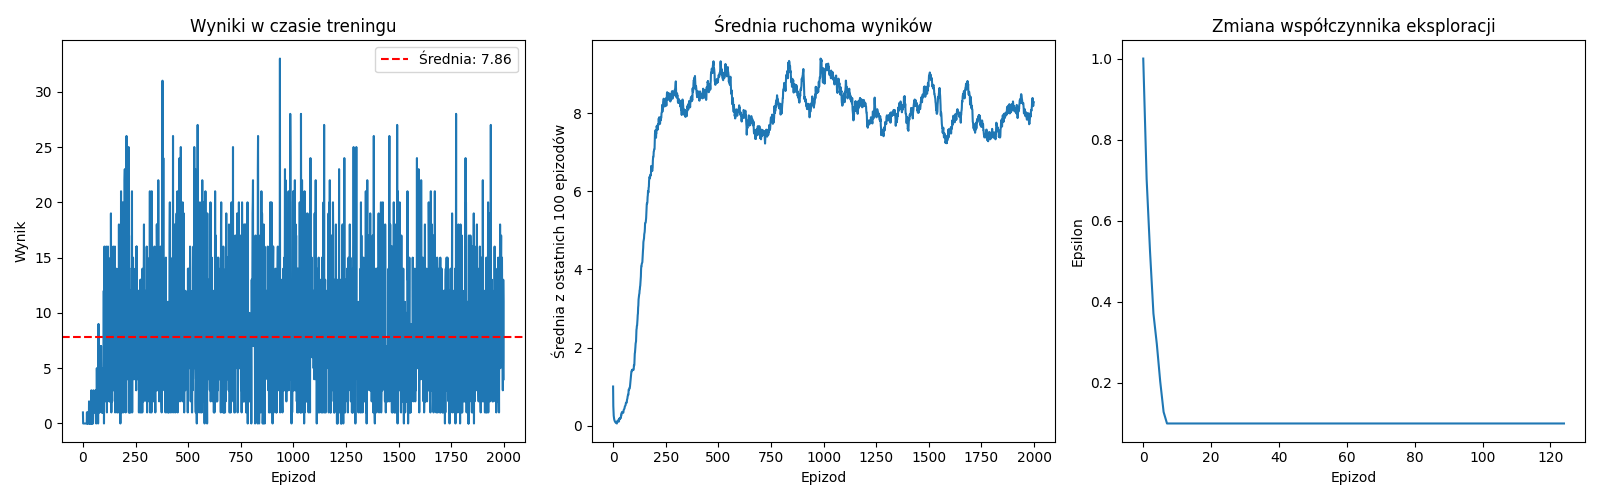 Wyniki w czasie treningu
Średnia: 7.86
Wynik
30
25
20
15
10
5
0
0 250 500 750 1000 1250 1500 1750 2000
Epizod
Średnia ruchoma wyników
Średnia z ostatnich 100 epizodów
8
6
4
2
0
0 250 500 750 1000 1250 1500 1750 2000
Epizod
Zmiana współczynnika eksploracji
Epsilon
1.0
0.8
0.6
0.4
0.2
0 20 40 60 80 100 120
Epizod